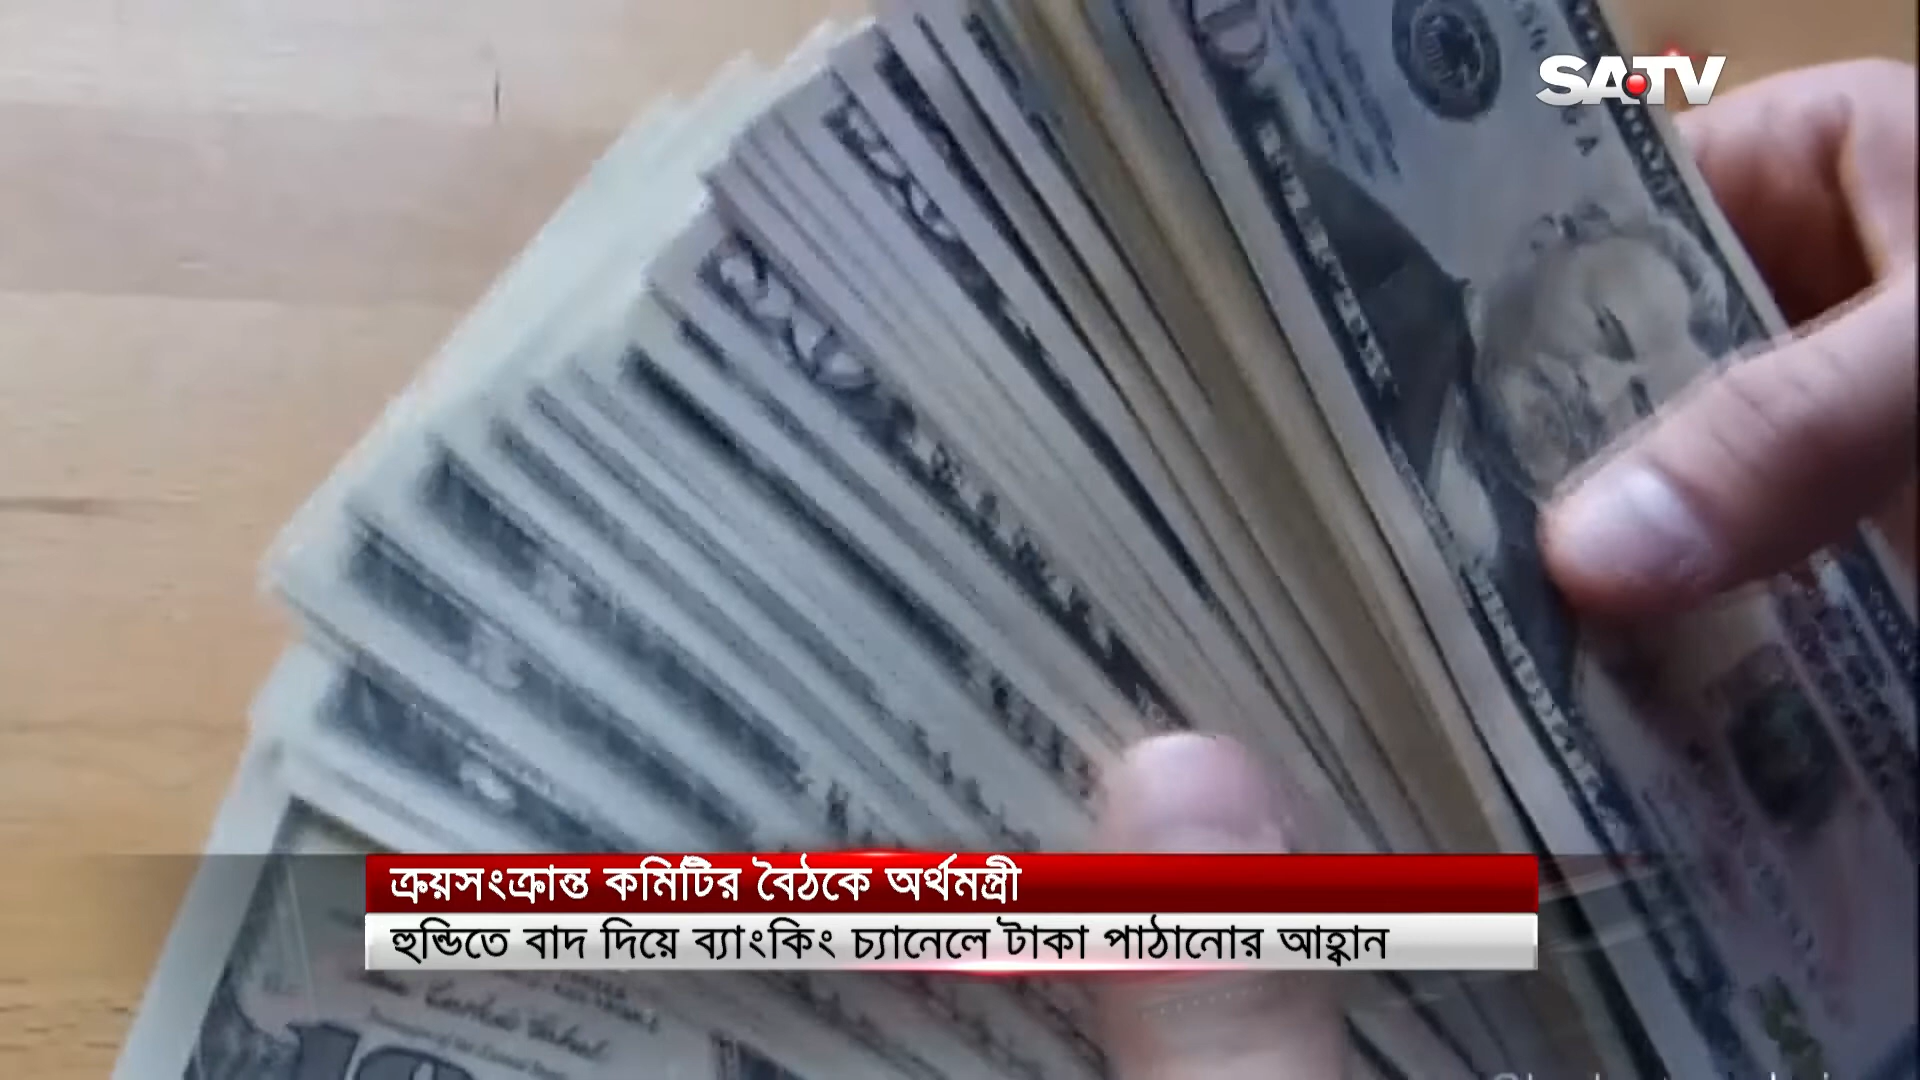 SATV
ক্রয়সংক্রান্ত কমিটির বৈঠকে অর্থমন্ত্রী
হুন্ডিতে বাদ দিয়ে ব্যাংকিং চ্যানেলে টাকা পাঠানোর আহ্বান